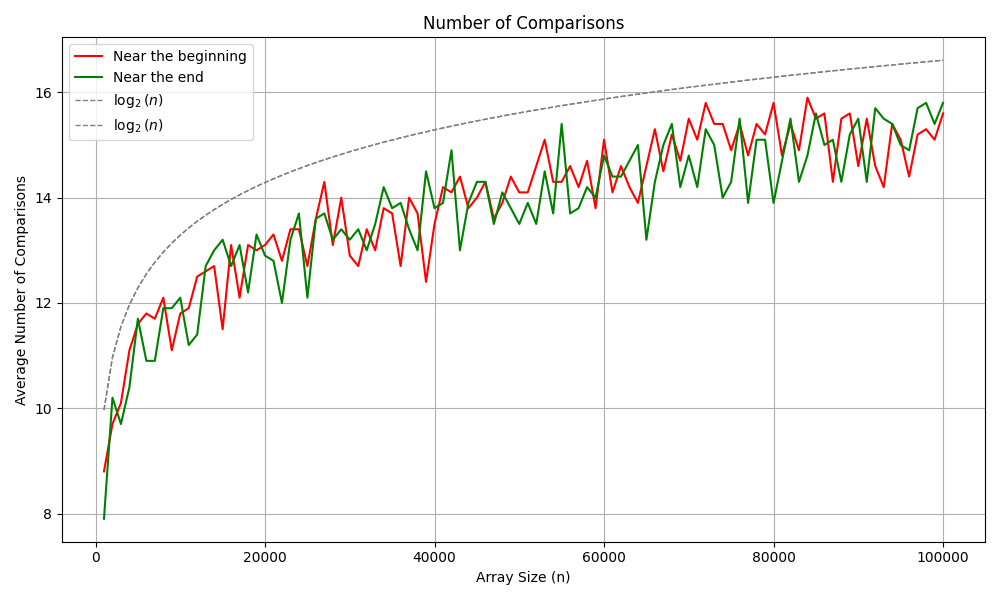 Number of Comparisons
Near the beginning
Near the end
log₂(n)
log₂(n)
Average Number of Comparisons
16
14
12
10
8
0 20000 40000 60000 80000 100000
Array Size (n)